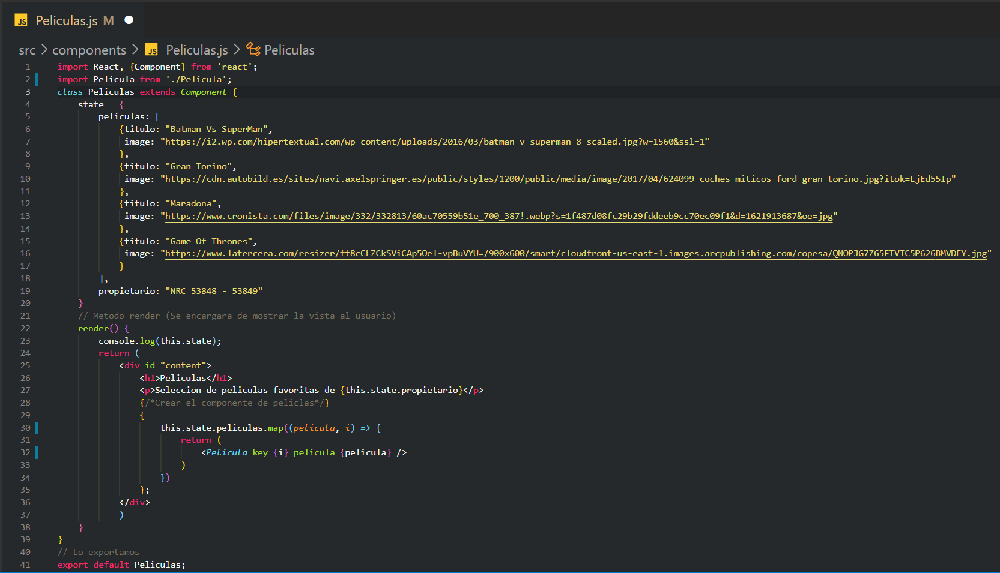 JS Peliculas.js M
src > components > JS Peliculas.js > Peliculas
1 import React, {Component} from 'react';
2 import Pelicula from './Pelicula';
3 class Peliculas extends Component {
4 state = {
5 peliculas: [
6 {titulo: "Batman Vs SuperMan",
7 image: "https://i2.wp.com/hipertextual.com/wp-content/uploads/2016/03/batman-v-superman-8-scaled.jpg?w=1560&ssl=1"
8 },
9 {titulo: "Gran Torino",
10 image: "https://cdn.autobild.es/sites/navi.axelspringer.es/public/styles/1200/public/media/image/2017/04/624099-coches-miticos-ford-gran-torino.jpg?itok=LjEd55Ip"
11 },
12 {titulo: "Maradona",
13 image: "https://www.cronista.com/files/image/332/332813/60ac70559b51e_700_387!.webp?s=1f487d08fc29b29fddeeb9cc70ec09f1&d=1621913687&oe=jpg"
14 },
15 {titulo: "Game Of Thrones",
16 image: "https://www.latercera.com/resizer/ft8cCLZCkSViCAp5Oel-vpBuVYU=/900x600/smart/cloudfront-us-east-1.images.arcpublishing.com/copesa/QNOPJG7Z65FTVIC5P626BMVDEY.jpg"
17 }
18 ],
19 propietario: "NRC 53848 - 53849"
20 }
21 // Metodo render (Se encargara de mostrar la vista al usuario)
22 render() {
23 console.log(this.state);
24 return (
25 <div id="content">
26 <h1>Peliculas</h1>
27 <p>Seleccion de peliculas favoritas de {this.state.propietario}</p>
28 {/*Crear el componente de periclas*/}
29 {
30 this.state.peliculas.map((pelicula, i) => {
31 return (
32 <Pelicula key={i} pelicula={pelicula} />
33 )
34 })
35 };
36 </div>
37 )
38 }
39 }
40 // Lo exportamos
41 export default Peliculas;